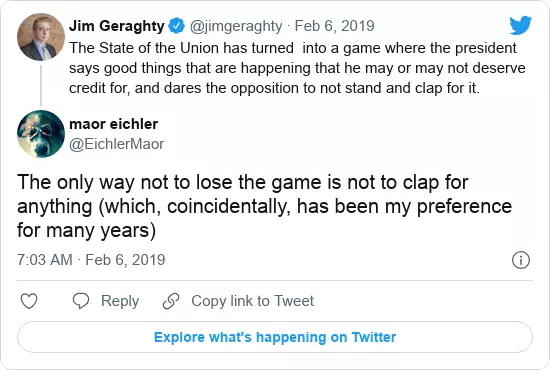 Jim Geraghty @jimgeraghty · Feb 6, 2019
The State of the Union has turned into a game where the president
says good things that are happening that he may or may not deserve
credit for, and dares the opposition to not stand and clap for it.
maor eichler
@EichlerMaor
The only way not to lose the game is not to clap for
anything (which, coincidentally, has been my preference
for many years)
7:03 AM · Feb 6, 2019
Reply Copy link to Tweet
Explore what's happening on Twitter